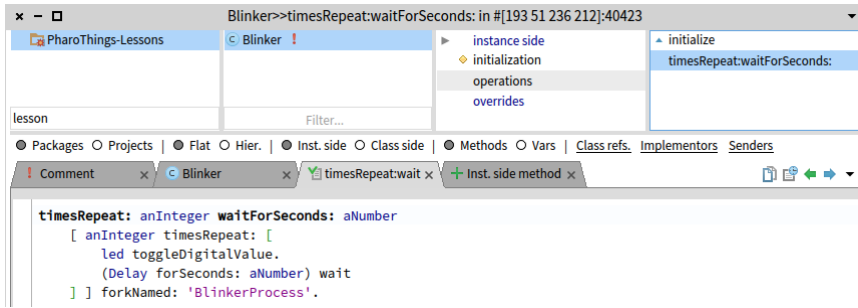 Blinker>>timesRepeat:waitForSeconds: in #[193 51 236 212]:40423
PharoThings-Lessons
C Blinker !
instance side
initialization
operations
overrides
initialize
timesRepeat:waitForSeconds:
lesson
Filter...
Packages Projects | Flat Hier. | Inst. side Class side | Methods Vars | Class refs. Implementors Senders
! Comment × C Blinker × timesRepeat:wait × Inst. side method ×
timesRepeat: anInteger waitForSeconds: aNumber
[ anInteger timesRepeat: [
led toggleDigitalValue.
(Delay forSeconds: aNumber) wait
] ] forkNamed: 'BlinkerProcess'.